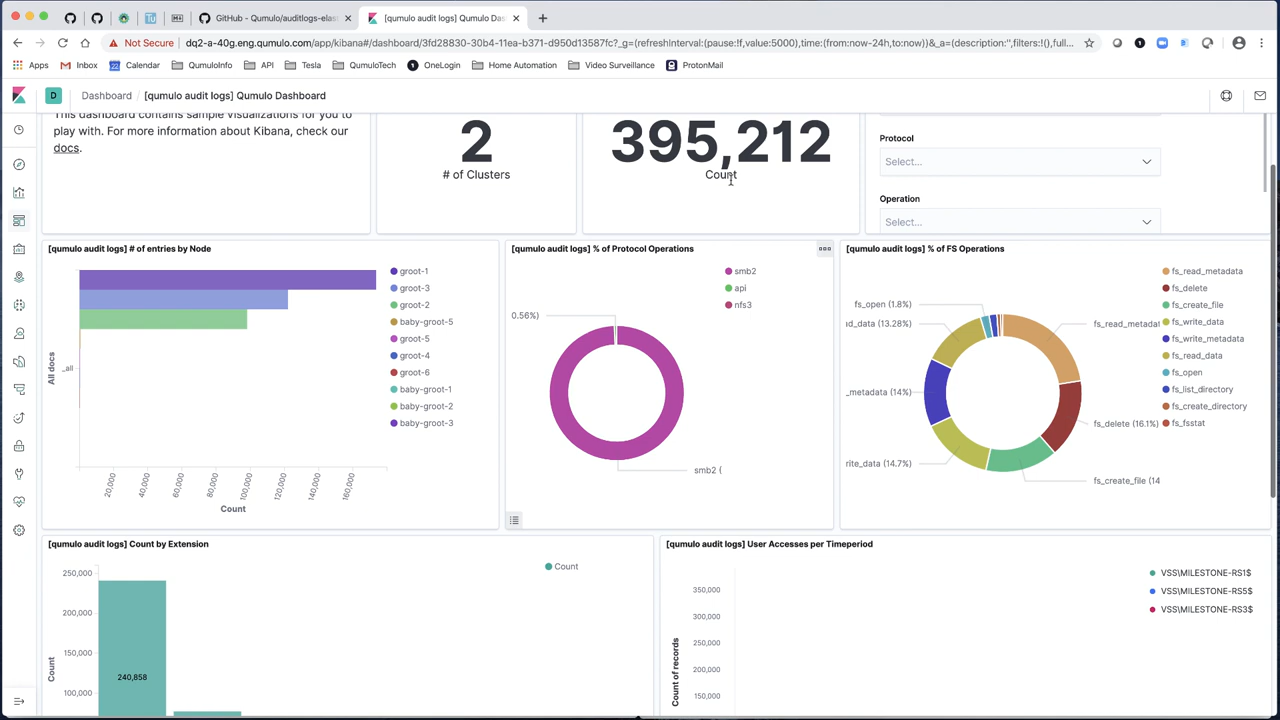 GitHub - Qumulo/auditlogs-elas
[qumulo audit logs] Qumulo Das
Not Secure
dq2-a-40g.eng.qumulo.com/app/kibana#/dashboard/3fd28830-30b4-11ea-b371-d950d13587fc?_g=(refreshInterval:(pause:!f,value:5000),time:(from:now-24h,to:now))&_a=(description:'',filters:!(),full...
Apps
Inbox
22
Calendar
QumuloInfo
API
Tesla
QumuloTech
OneLogin
Home Automation
Video Surveillance
ProtonMail
D
Dashboard / [qumulo audit logs] Qumulo Dashboard
This dashboard contains sample visualizations for you to
play with. For more information about Kibana, check our
docs.
2
# of Clusters
395,212
Count
Protocol
Select...
Operation
Select...
[qumulo audit logs] # of entries by Node
All docs
_all
20,000
40,000
60,000
80,000
100,000
120,000
140,000
160,000
Count
groot-1
groot-3
groot-2
baby-groot-5
groot-5
groot-4
groot-6
baby-groot-1
baby-groot-2
baby-groot-3
[qumulo audit logs] % of Protocol Operations
0.56%)
smb2 (
smb2
api
nfs3
[qumulo audit logs] % of FS Operations
fs_open (1.8%)
d_data (13.28%)
_metadata (14%)
rite_data (14.7%)
fs_read_metadat
fs_delete (16.1%)
fs_create_file (14
fs_read_metadata
fs_delete
fs_create_file
fs_write_data
fs_write_metadata
fs_read_data
fs_open
fs_list_directory
fs_create_directory
fs_fsstat
[qumulo audit logs] Count by Extension
Count
250,000
200,000
150,000
100,000
240,858
Count
[qumulo audit logs] User Accesses per Timeperiod
Count of records
350,000
300,000
250,000
200,000
150,000
VSS\MILESTONE-RS1$
VSS\MILESTONE-RS5$
VSS\MILESTONE-RS3$